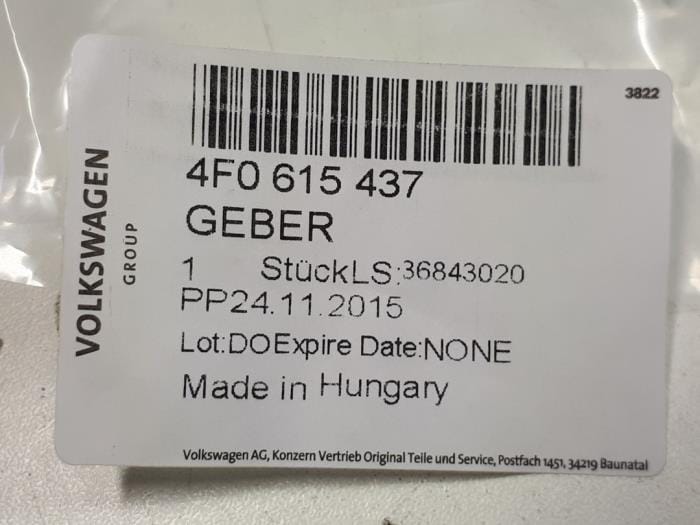 3822
4F0 615 437
GEBER
1 StückLS:36843020
PP24.11.2015
Lot:DOExpire Date:NONE
Made in Hungary
Volkswagen AG, Konzern Vertrieb Original Teile und Service, Postfach 1451, 34219 Baunatal
VOLKSWAGEN
GROUP